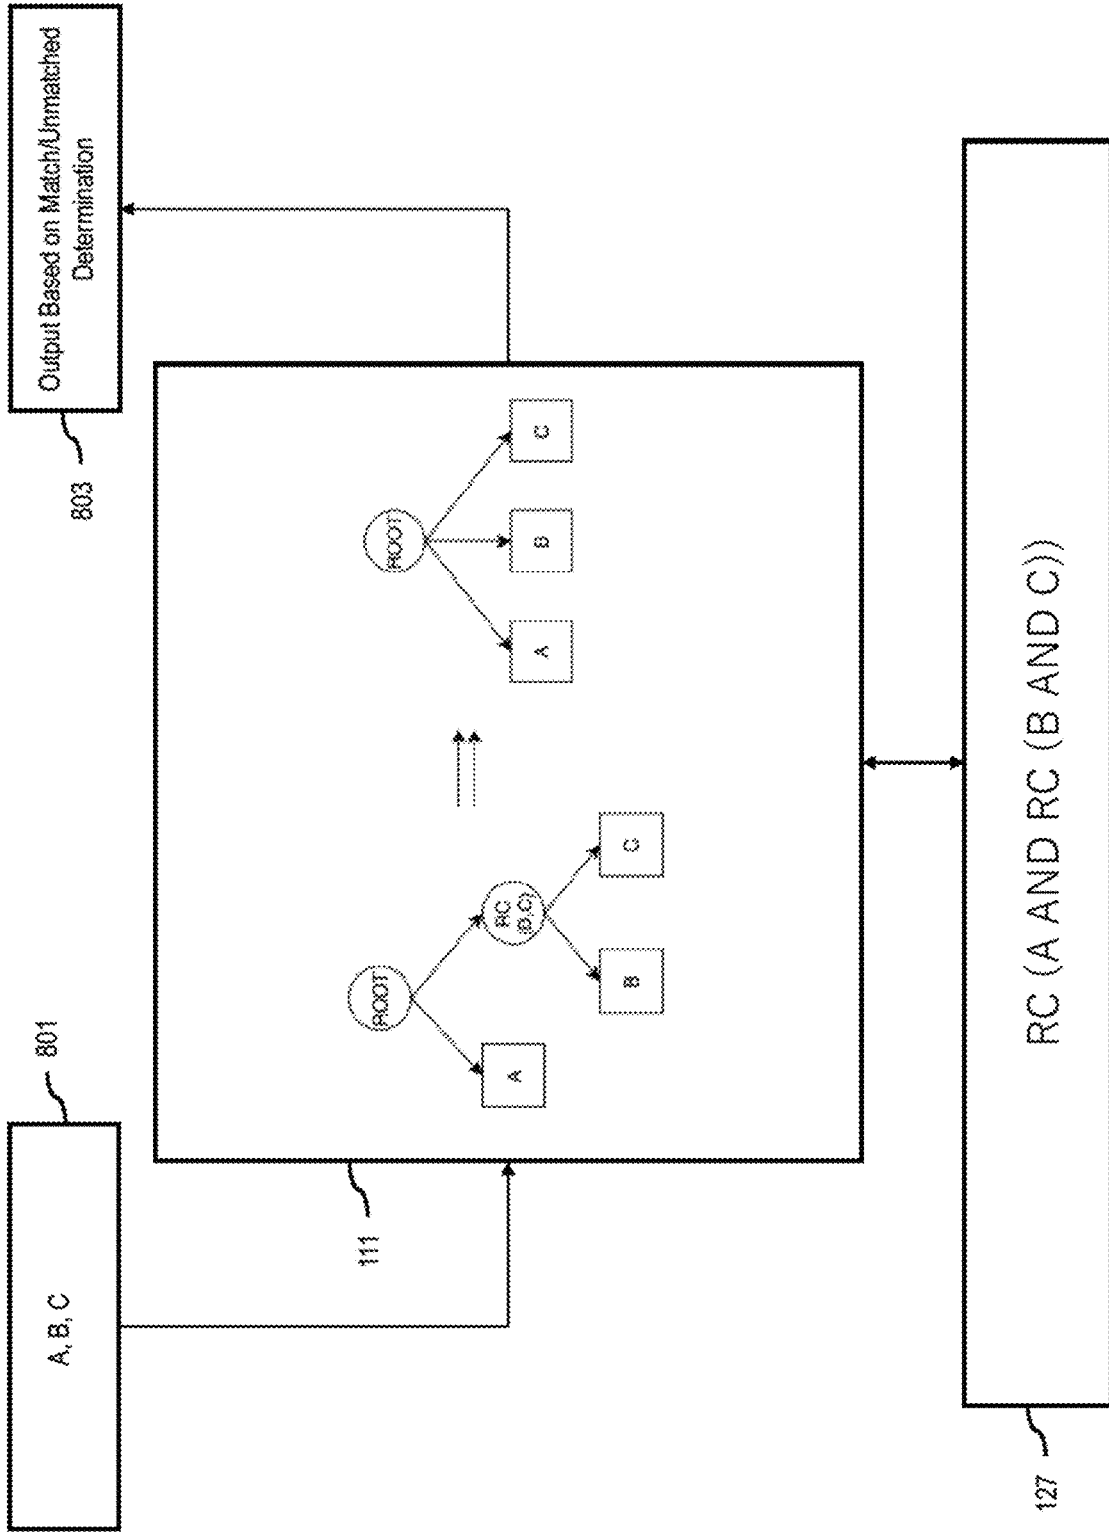 A, B, C
801
Output Based on Match/Unmatched
Determination
803
111
ROOT
A
RC
(D,C)
B
C
ROOT
A
B
C
RC (A AND RC (B AND C))
127